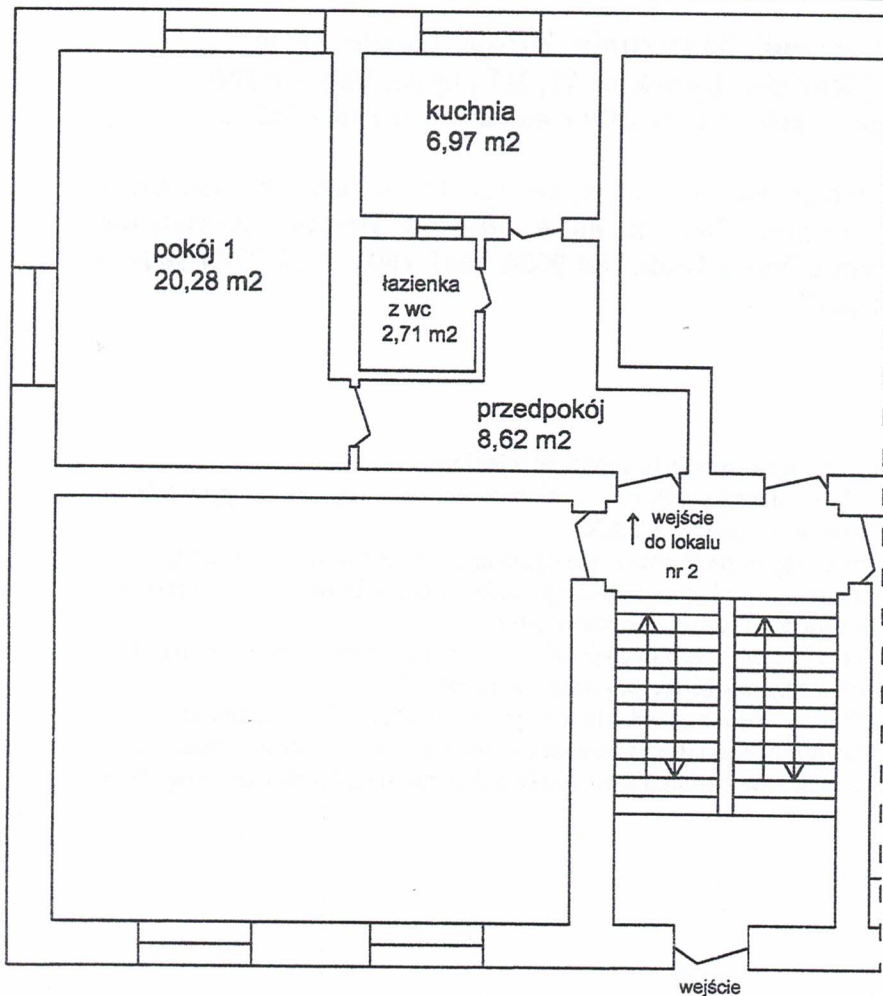 kuchnia
6,97 m2
pokój 1
20,28 m2
łazienka
z wc
2,71 m2
przedpokój
8,62 m2
wejście
do lokalu
nr 2
wejście